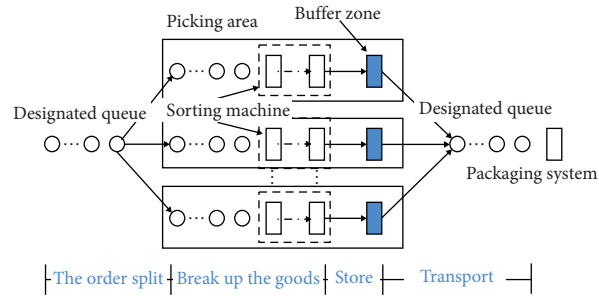 Buffer zone
Picking area
Designated queue
Sorting machine
Designated queue
Packaging system
The order split
Break up the goods
Store
Transport